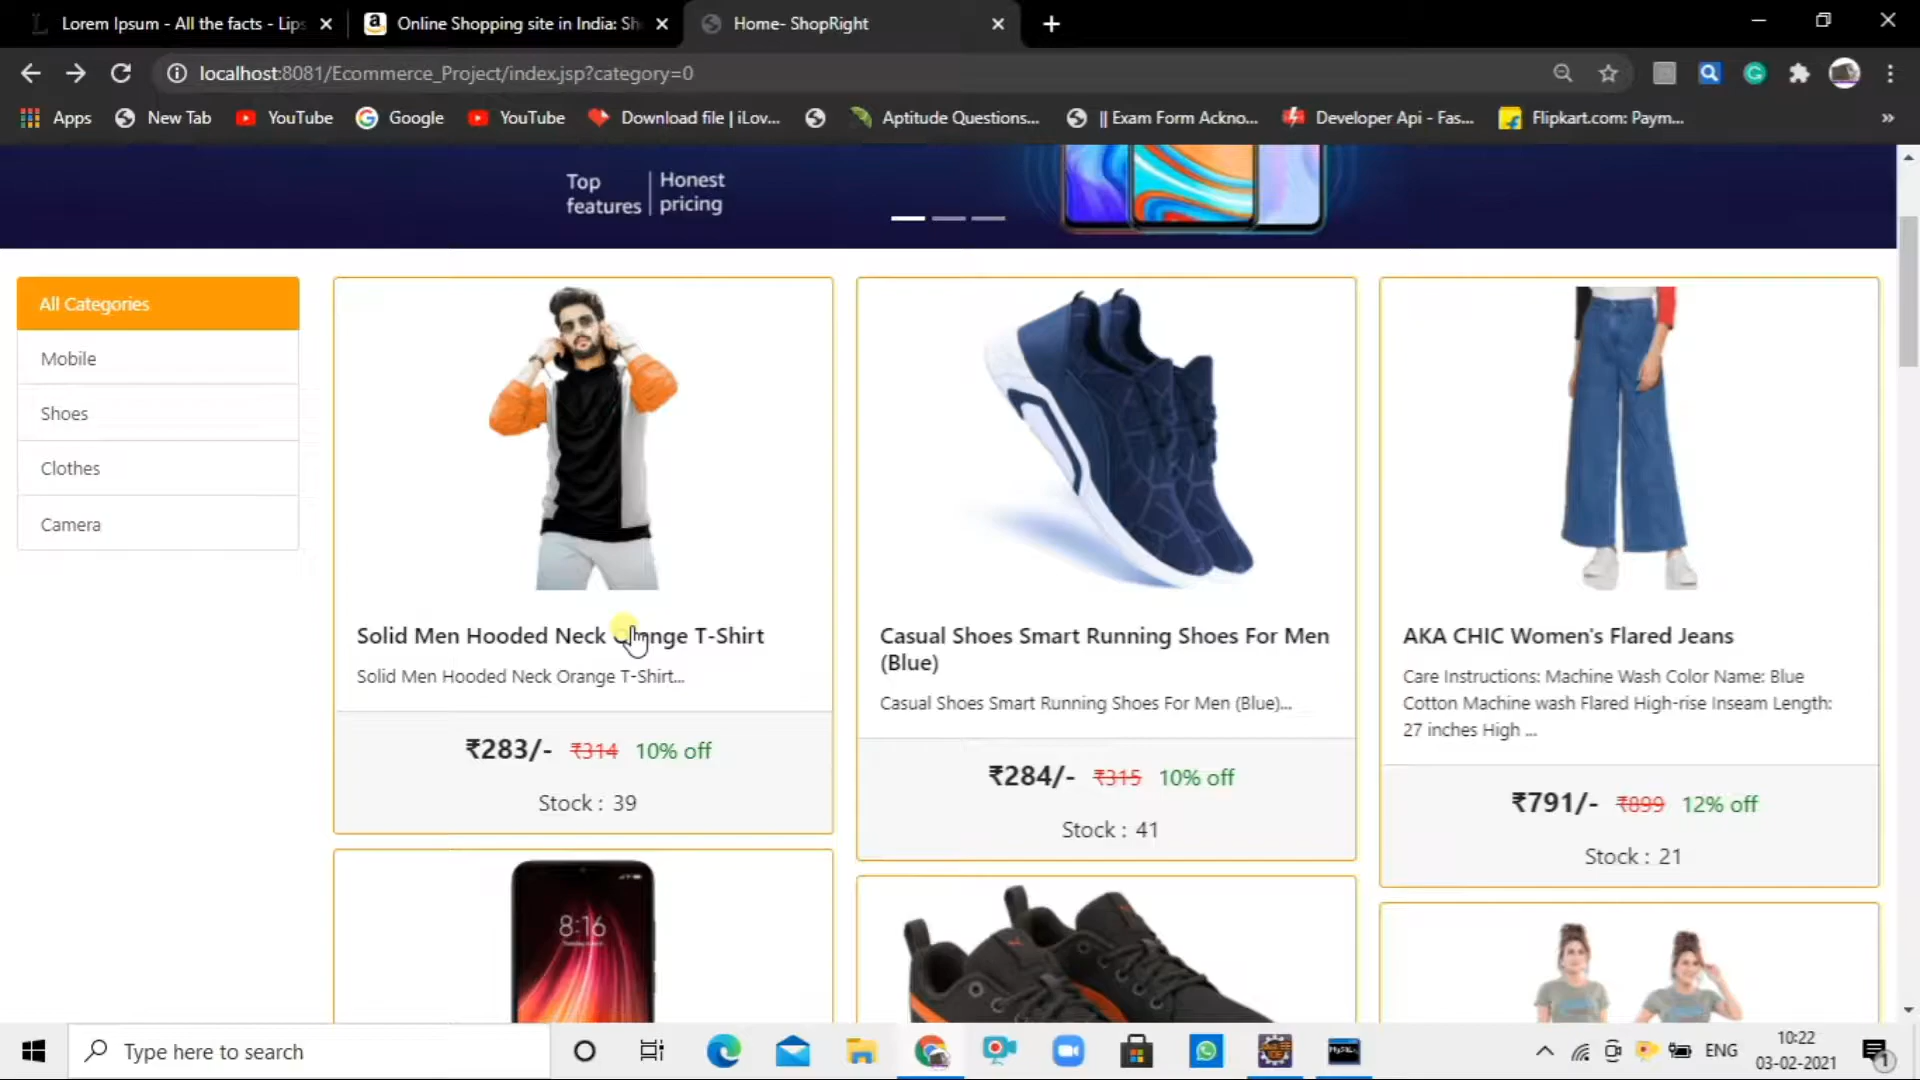 Lorem Ipsum - All the facts - Lips
Online Shopping site in India: Sh
Home- ShopRight
localhost:8081/Ecommerce_Project/index.jsp?category=0
Apps
New Tab
YouTube
Google
YouTube
Download file | iLov...
Aptitude Questions...
|| Exam Form Ackno...
Developer Api - Fas...
Flipkart.com: Paym...
»
Top features
Honest pricing
All Categories
Mobile
Shoes
Clothes
Camera
Solid Men Hooded Neck Orange T-Shirt
Solid Men Hooded Neck Orange T-Shirt...
₹283/- ₹314 10% off
Stock : 39
Casual Shoes Smart Running Shoes For Men
(Blue)
Casual Shoes Smart Running Shoes For Men (Blue)...
₹284/- ₹315 10% off
Stock : 41
AKA CHIC Women's Flared Jeans
Care Instructions: Machine Wash Color Name: Blue
Cotton Machine wash Flared High-rise Inseam Length:
27 inches High ...
₹791/- ₹899 12% off
Stock : 21
8:16
Type here to search
ENG
10:22
03-02-2021
1